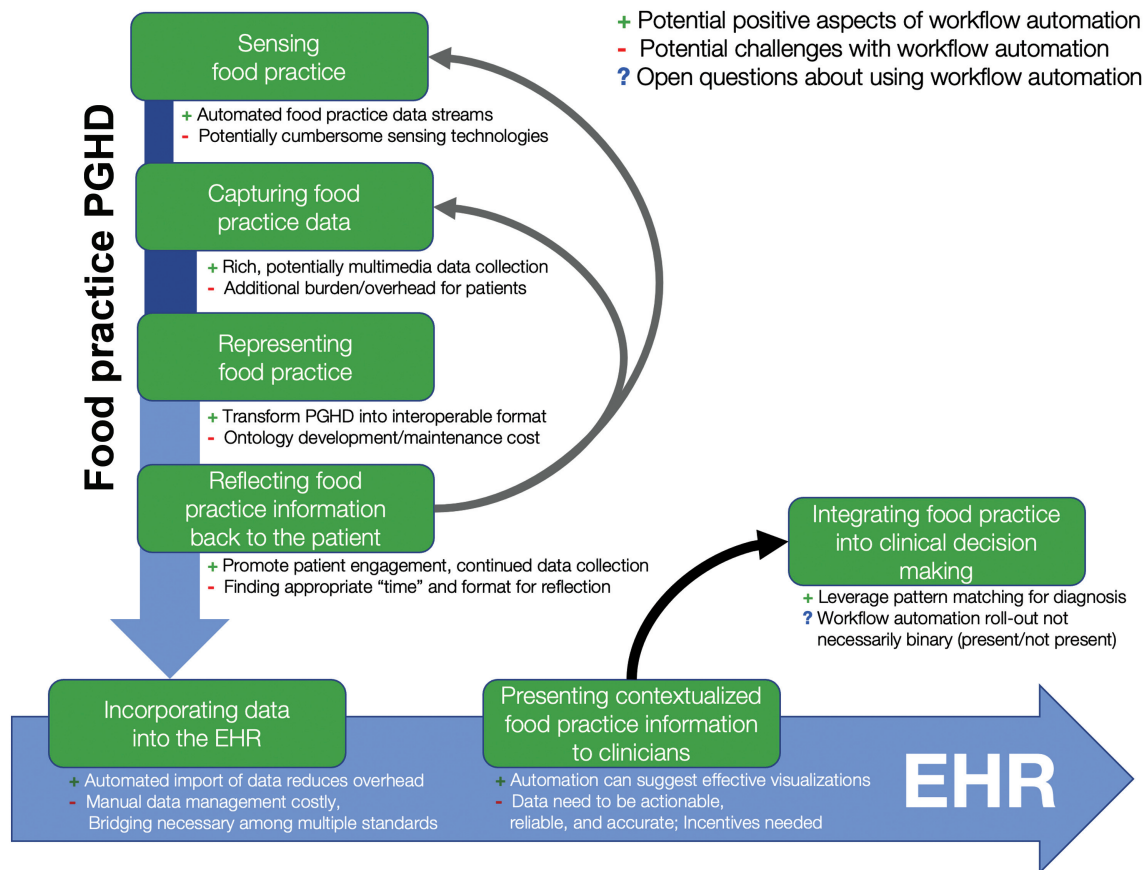 + Potential positive aspects of workflow automation
- Potential challenges with workflow automation
? Open questions about using workflow automation
Food practice PGHD
Sensing
food practice
+ Automated food practice data streams
- Potentially cumbersome sensing technologies
Capturing food
practice data
+ Rich, potentially multimedia data collection
- Additional burden/overhead for patients
Representing
food practice
+ Transform PGHD into interoperable format
- Ontology development/maintenance cost
Reflecting food
practice information
back to the patient
+ Promote patient engagement, continued data collection
- Finding appropriate “time” and format for reflection
Integrating food practice
into clinical decision
making
+ Leverage pattern matching for diagnosis
? Workflow automation roll-out not
necessarily binary (present/not present)
Incorporating data
into the EHR
+ Automated import of data reduces overhead
- Manual data management costly,
Bridging necessary among multiple standards
Presenting contextualized
food practice information
to clinicians
+ Automation can suggest effective visualizations
- Data need to be actionable,
reliable, and accurate; Incentives needed
EHR